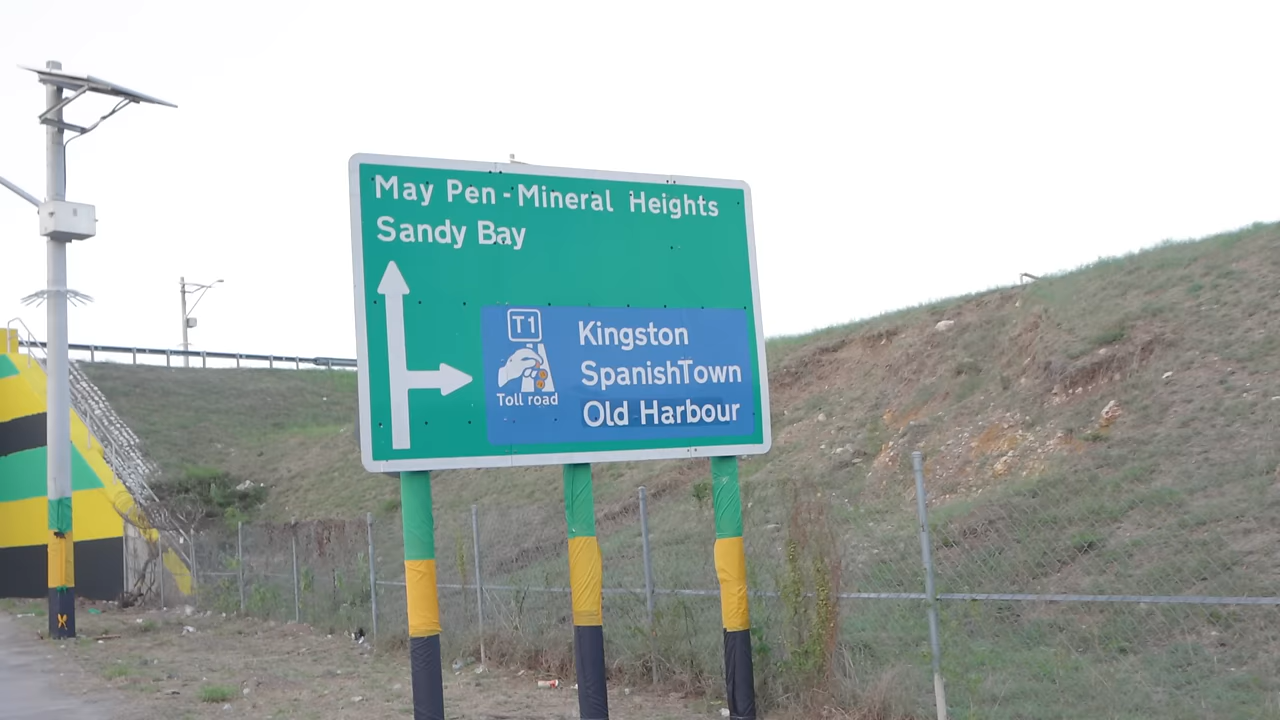 May Pen - Mineral Heights
Sandy Bay
T1
Toll road
Kingston
SpanishTown
Old Harbour